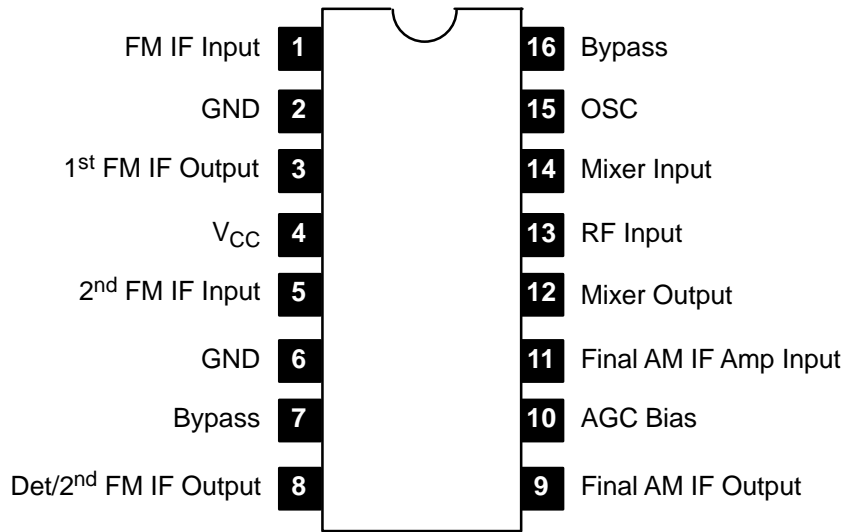 FM IF Input 1 16 Bypass
GND 2 15 OSC
1st FM IF Output 3 14 Mixer Input
VCC 4 13 RF Input
2nd FM IF Input 5 12 Mixer Output
GND 6 11 Final AM IF Amp Input
Bypass 7 10 AGC Bias
Det/2nd FM IF Output 8 9 Final AM IF Output